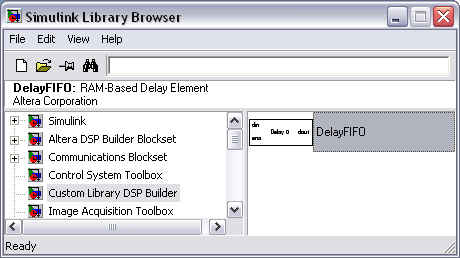 Simulink Library Browser
File Edit View Help
DelayFIFO: RAM-Based Delay Element
Altera Corporation
Simulink
Altera DSP Builder Blockset
Communications Blockset
Control System Toolbox
Custom Library DSP Builder
Image Acquisition Toolbox
din
ena
Delay 0
dout
DelayFIFO
Ready